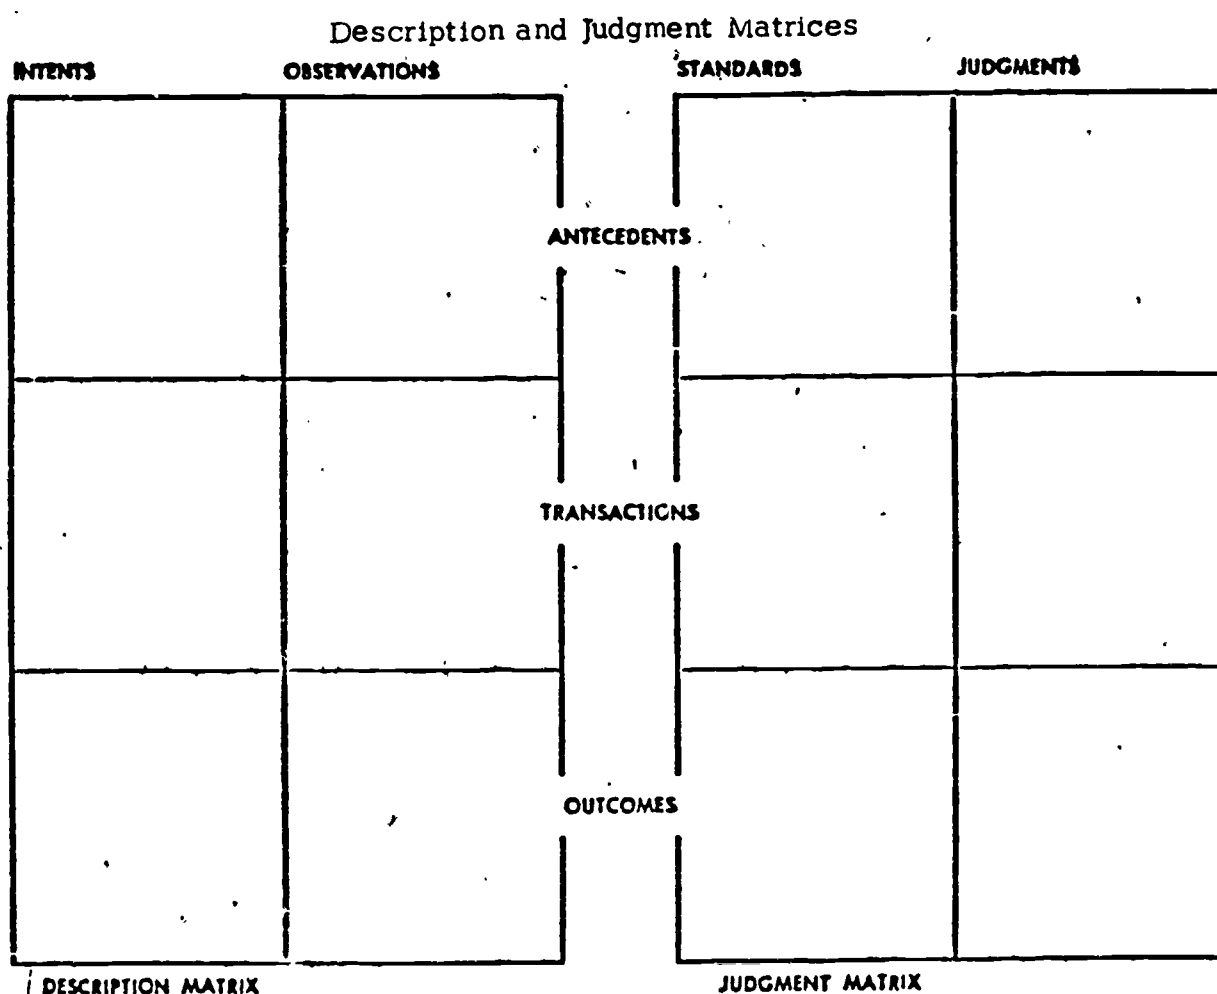 Description and Judgment Matrices
INTENTS OBSERVATIONS STANDARDS JUDGMENTS
ANTECEDENTS
TRANSACTIONS
OUTCOMES
DESCRIPTION MATRIX JUDGMENT MATRIX